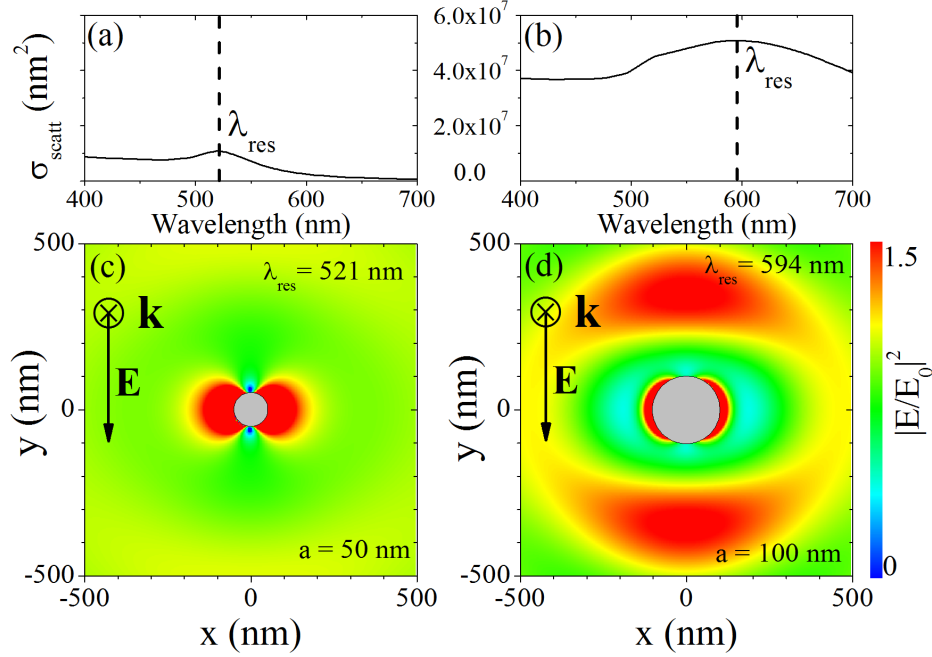 (a)
λres
σscatt (nm²)
400 500 600 700
Wavelength (nm)
6.0x10⁷
4.0x10⁷
2.0x10⁷
0.0
(b)
λres
400 500 600 700
Wavelength (nm)
(c)
λres = 521 nm
k
E
a = 50 nm
y (nm)
500
0
-500
-500 0 500
x (nm)
(d)
λres = 594 nm
k
E
a = 100 nm
y (nm)
500
0
-500
-500 0 500
x (nm)
1.5
0
|E/E₀|²